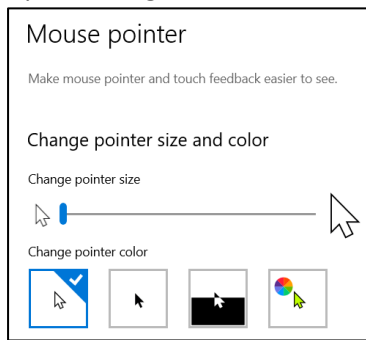 Mouse pointer
Make mouse pointer and touch feedback easier to see.
Change pointer size and color
Change pointer size
Change pointer color